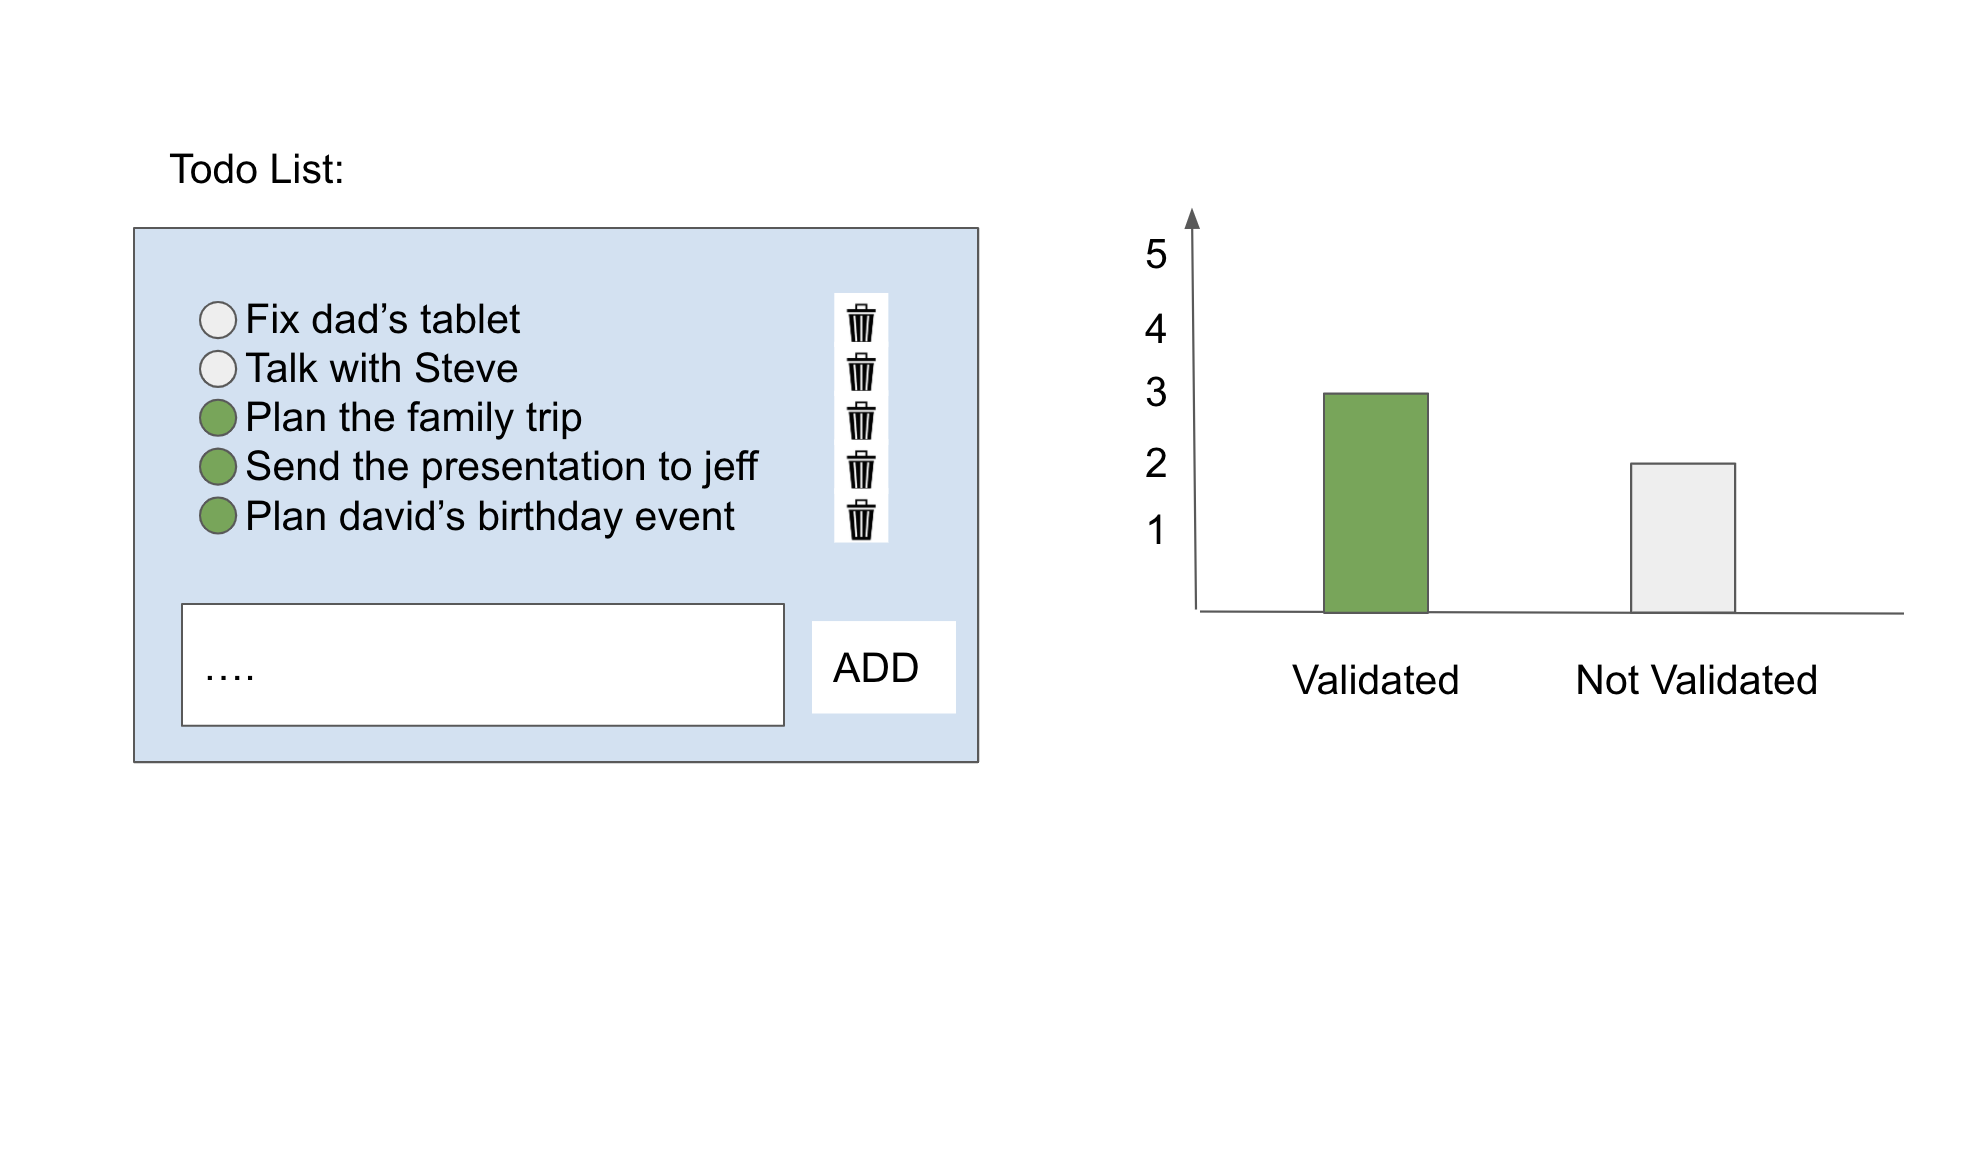 Todo List:
Fix dad’s tablet
Talk with Steve
Plan the family trip
Send the presentation to jeff
Plan david’s birthday event
....
ADD
5
4
3
2
1
Validated
Not Validated